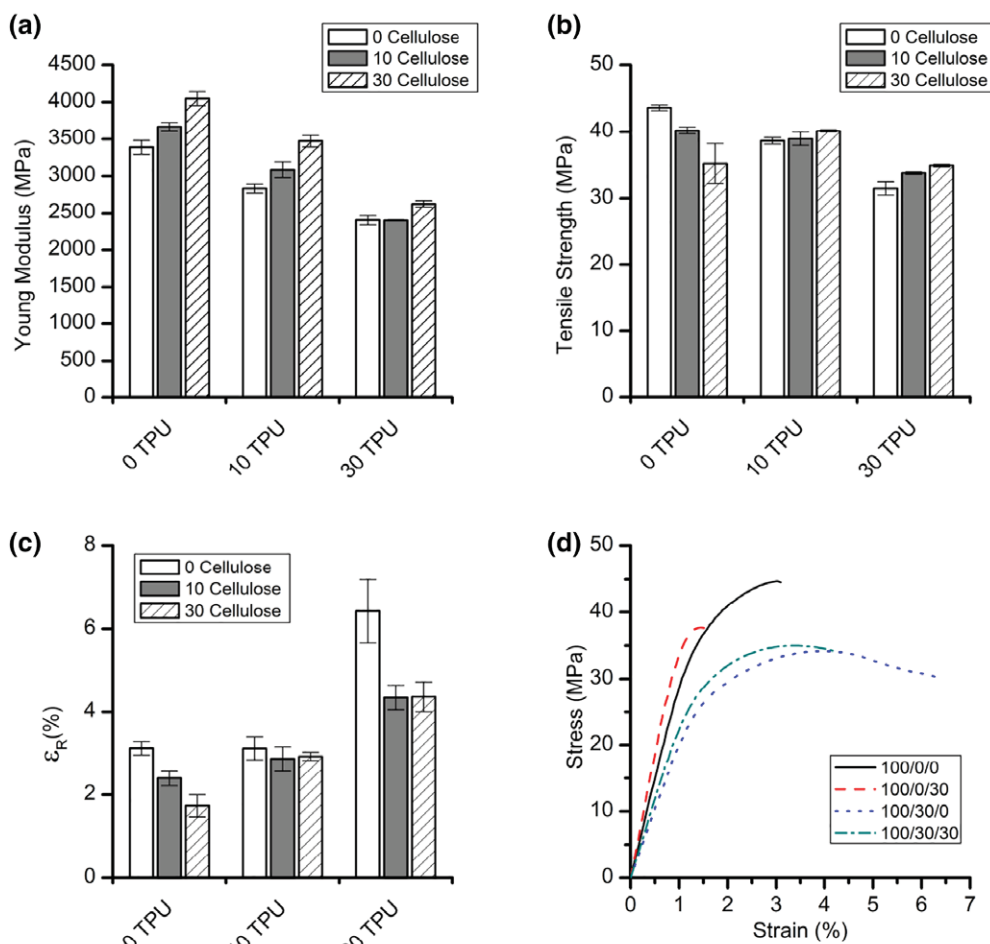 (a)
0 Cellulose
10 Cellulose
30 Cellulose
Young Modulus (MPa)
4500
4000
3500
3000
2500
2000
1500
1000
500
0
0 TPU
10 TPU
30 TPU
(b)
0 Cellulose
10 Cellulose
30 Cellulose
Tensile Strength (MPa)
50
40
30
20
10
0
0 TPU
10 TPU
30 TPU
(c)
0 Cellulose
10 Cellulose
30 Cellulose
εR(%)
8
6
4
2
0
TPU
TPU
TPU
(d)
Stress (MPa)
50
40
30
20
10
0
100/0/0
100/0/30
100/30/0
100/30/30
0 1 2 3 4 5 6 7
Strain (%)